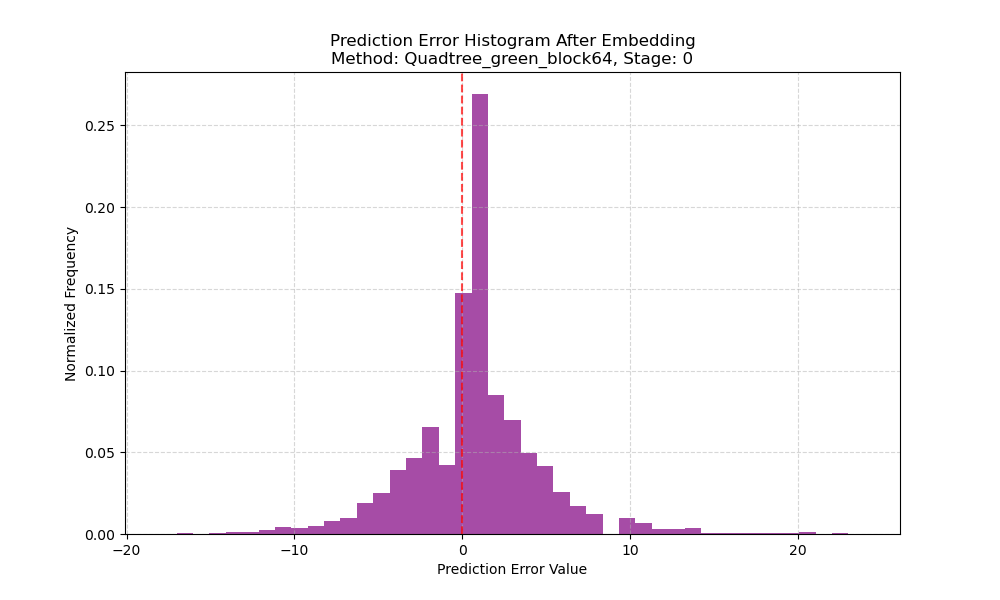 Prediction Error Histogram After Embedding
Method: Quadtree_green_block64, Stage: 0
Normalized Frequency
0.25
0.20
0.15
0.10
0.05
0.00
−20
−10
0
10
20
Prediction Error Value